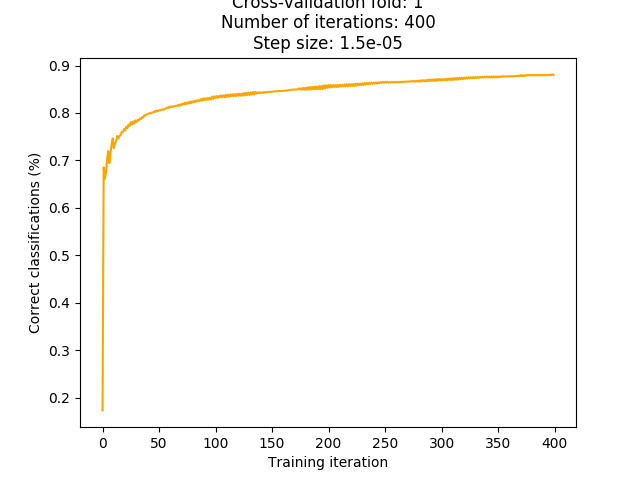 Cross-validation fold: 1
Number of iterations: 400
Step size: 1.5e-05
0.9
0.8
0.7
0.6
0.5
0.4
0.3
0.2
Correct classifications (%)
0 50 100 150 200 250 300 350 400
Training iteration